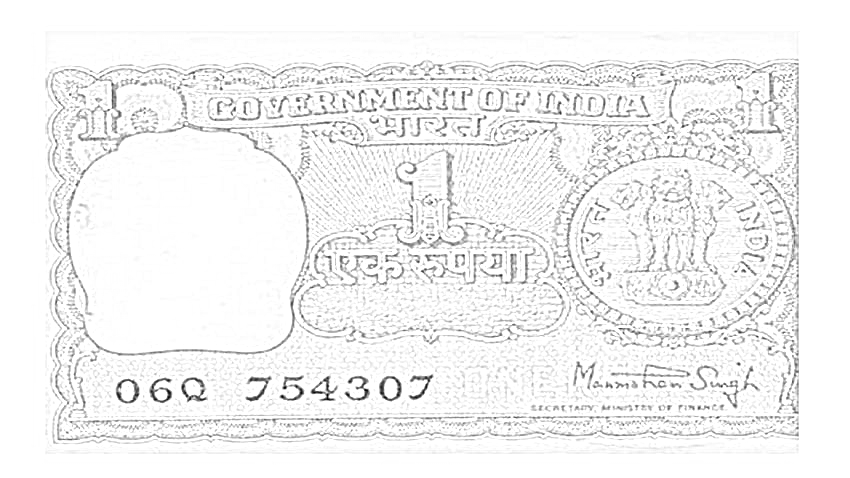 1 1
GOVERNMENT OF INDIA
भारत
1
एक रूपया
भारत INDIA
06Q 754307
ONE
Manmohan Singh
SECRETARY, MINISTRY OF FINANCE